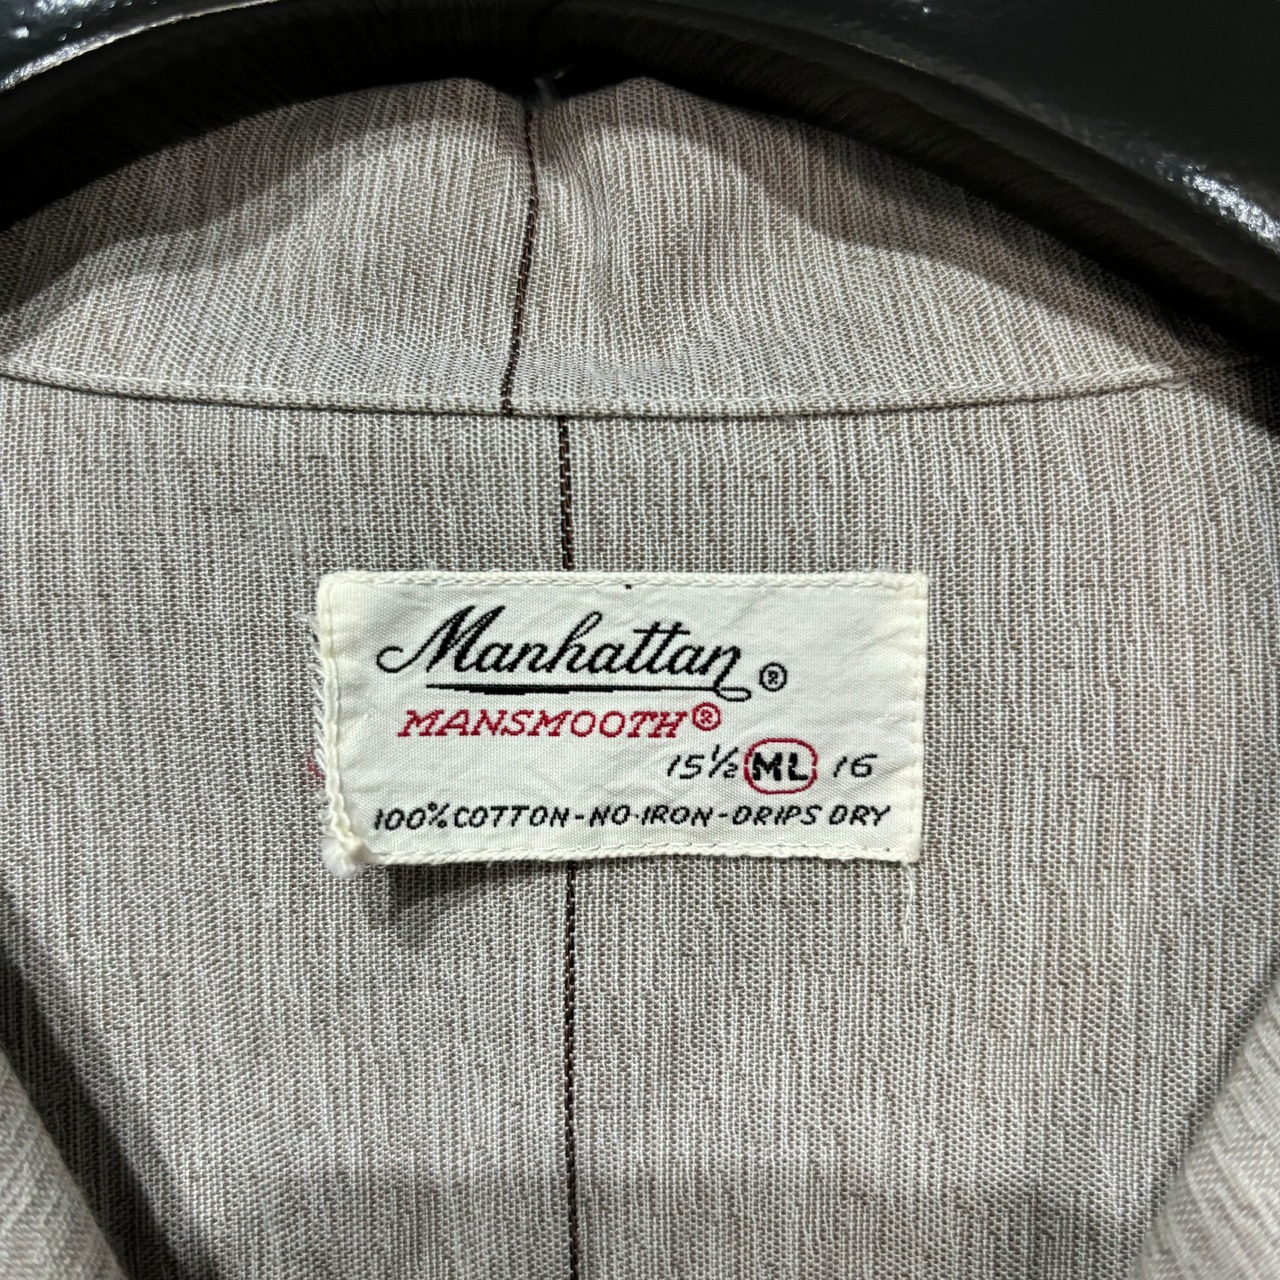 Manhattan ®
MANSMOOTH ®
15½ ML 16
100% COTTON-NO-IRON-DRIPS DRY